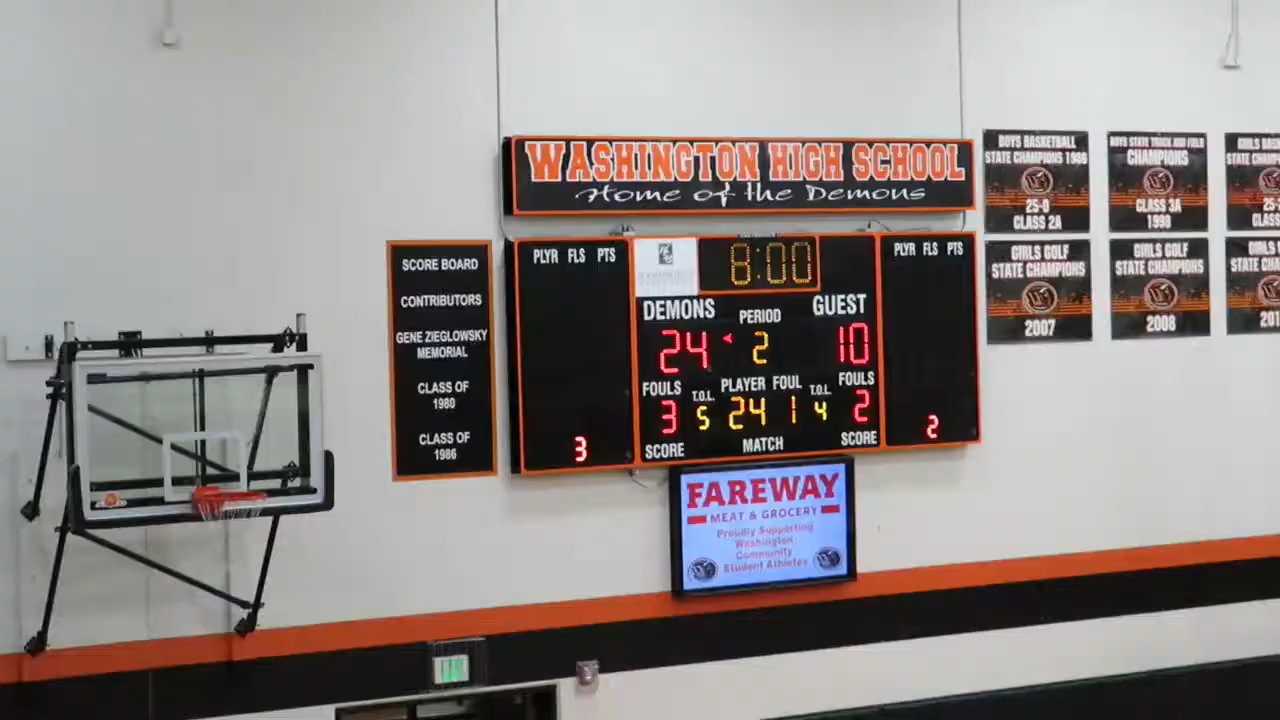 WASHINGTON HIGH SCHOOL
Home of the Demons
SCORE BOARD
CONTRIBUTORS
GENE ZIEGLOWSKY
MEMORIAL
CLASS OF
1980
CLASS OF
1986
PLYR FLS PTS
3
8:00
DEMONS
PERIOD
GUEST
24
2
10
FOULS
T.O.L.
PLAYER FOUL
T.O.L.
FOULS
3
5
24 1
4
2
SCORE
MATCH
SCORE
PLYR FLS PTS
2
FAREWAY
MEAT & GROCERY
Proudly Supporting
Washington
Community
Student Athletes
BOYS BASKETBALL
STATE CHAMPIONS 1986
25-0
CLASS 2A
BOYS STATE TRACK AND FIELD
CHAMPIONS
CLASS 3A
1998
GIRLS GOLF
STATE CHAMPIONS
2007
GIRLS GOLF
STATE CHAMPIONS
2008